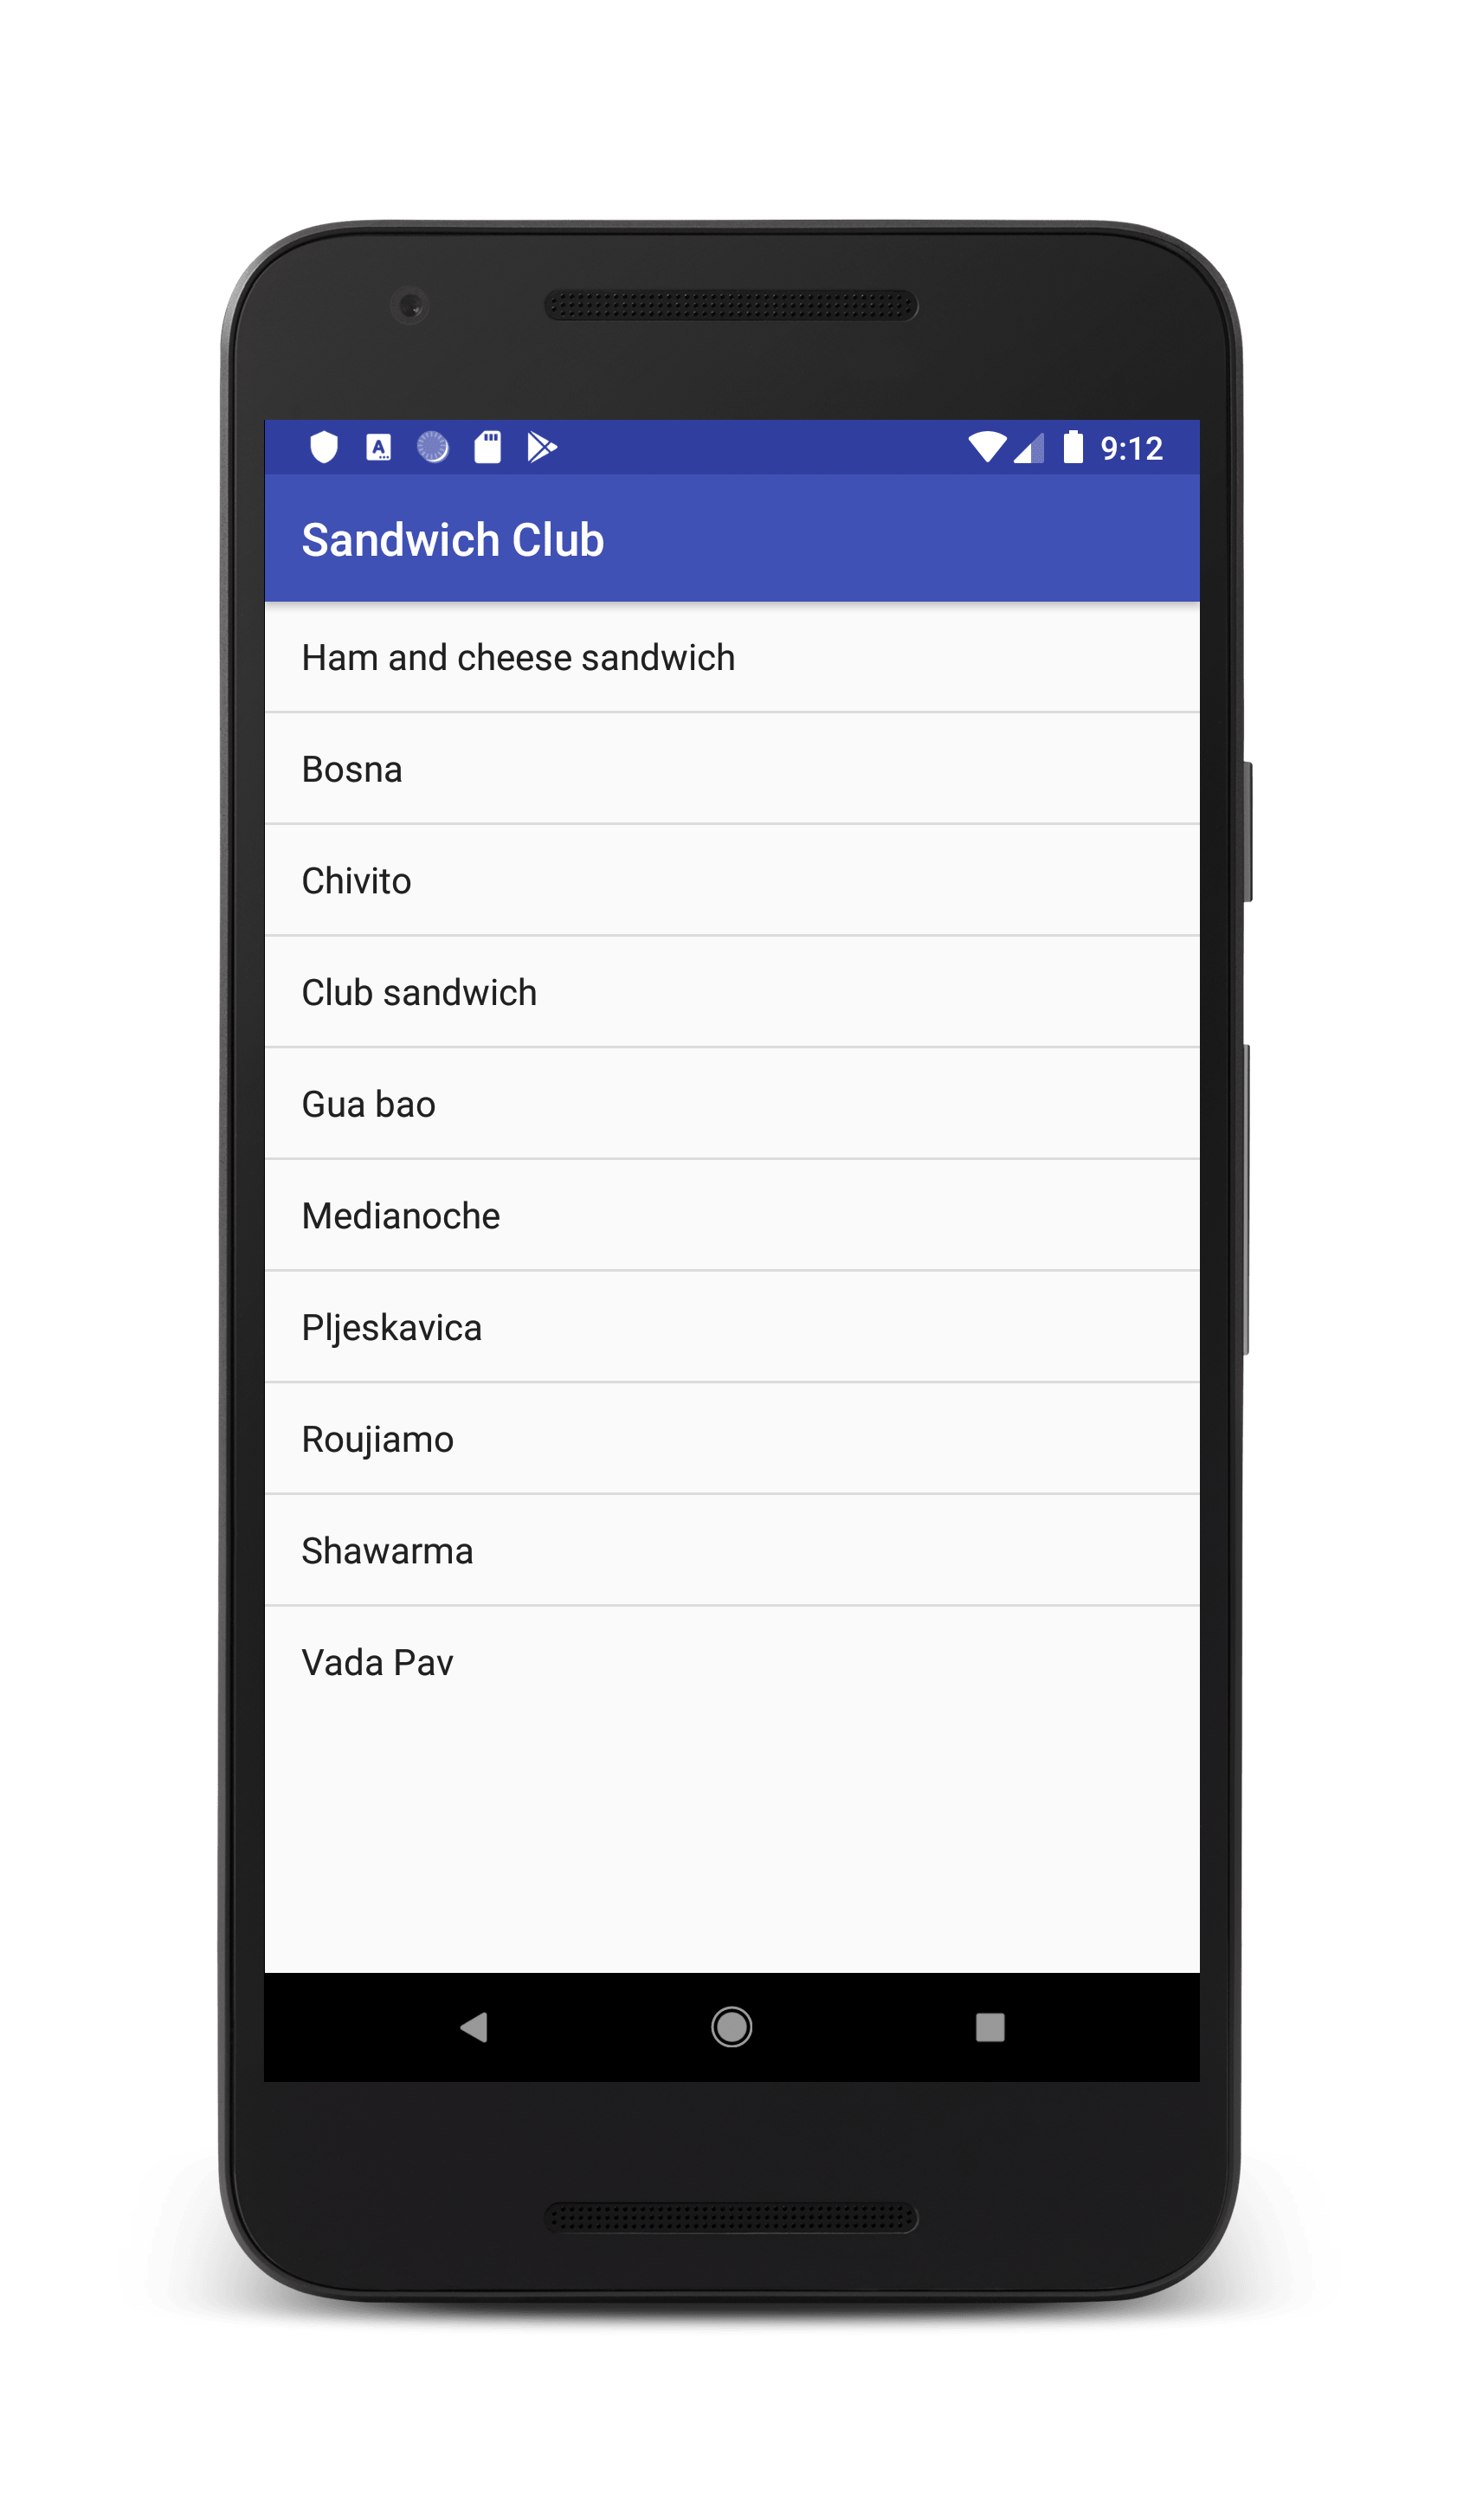 9:12
Sandwich Club
Ham and cheese sandwich
Bosna
Chivito
Club sandwich
Gua bao
Medianoche
Pljeskavica
Roujiamo
Shawarma
Vada Pav